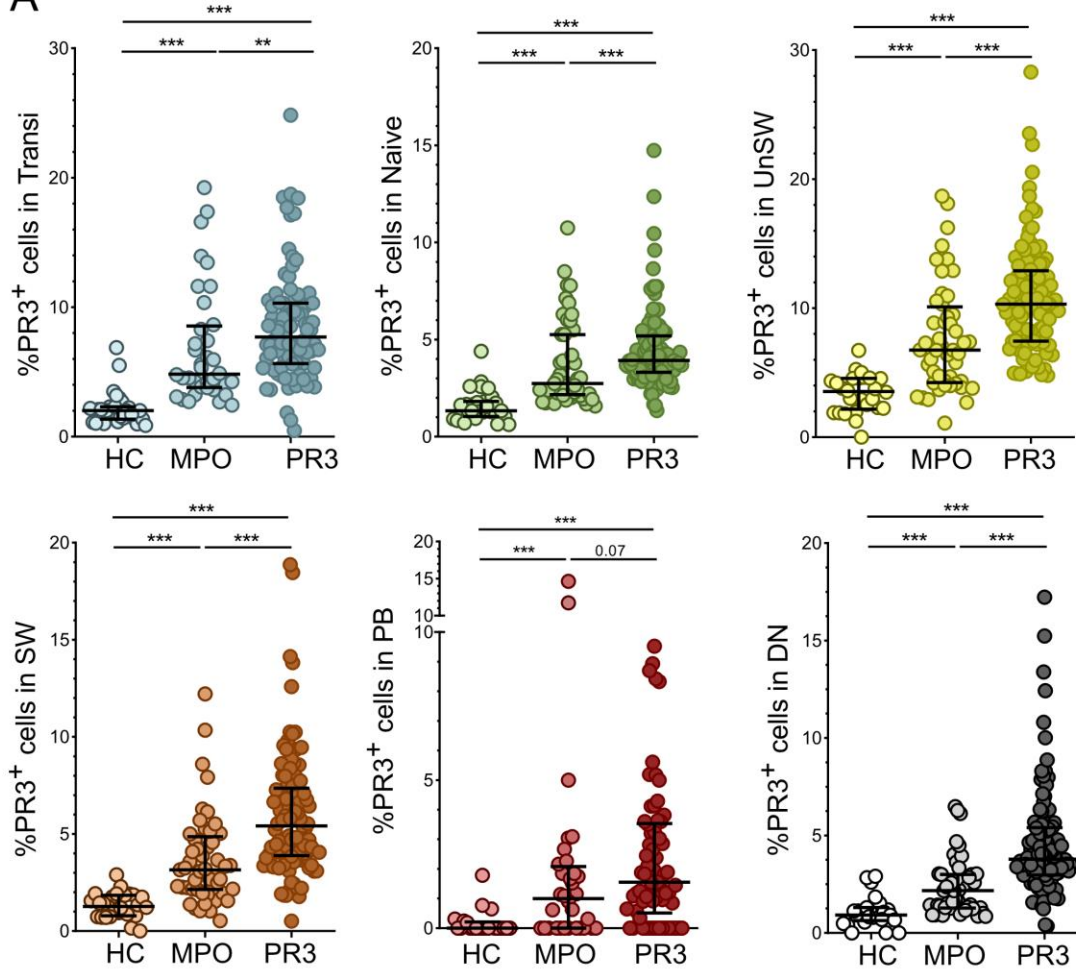 A
***
***
**
30
20
10
0
%PR3+ cells in Transi
HC
MPO
PR3
***
***
***
20
15
10
5
0
%PR3+ cells in Naive
HC
MPO
PR3
***
***
***
30
20
10
0
%PR3+ cells in UnSW
HC
MPO
PR3
***
***
***
20
15
10
5
0
%PR3+ cells in SW
HC
MPO
PR3
***
***
0.07
20
15
10
10
5
0
%PR3+ cells in PB
HC
MPO
PR3
***
***
***
20
15
10
5
0
%PR3+ cells in DN
HC
MPO
PR3